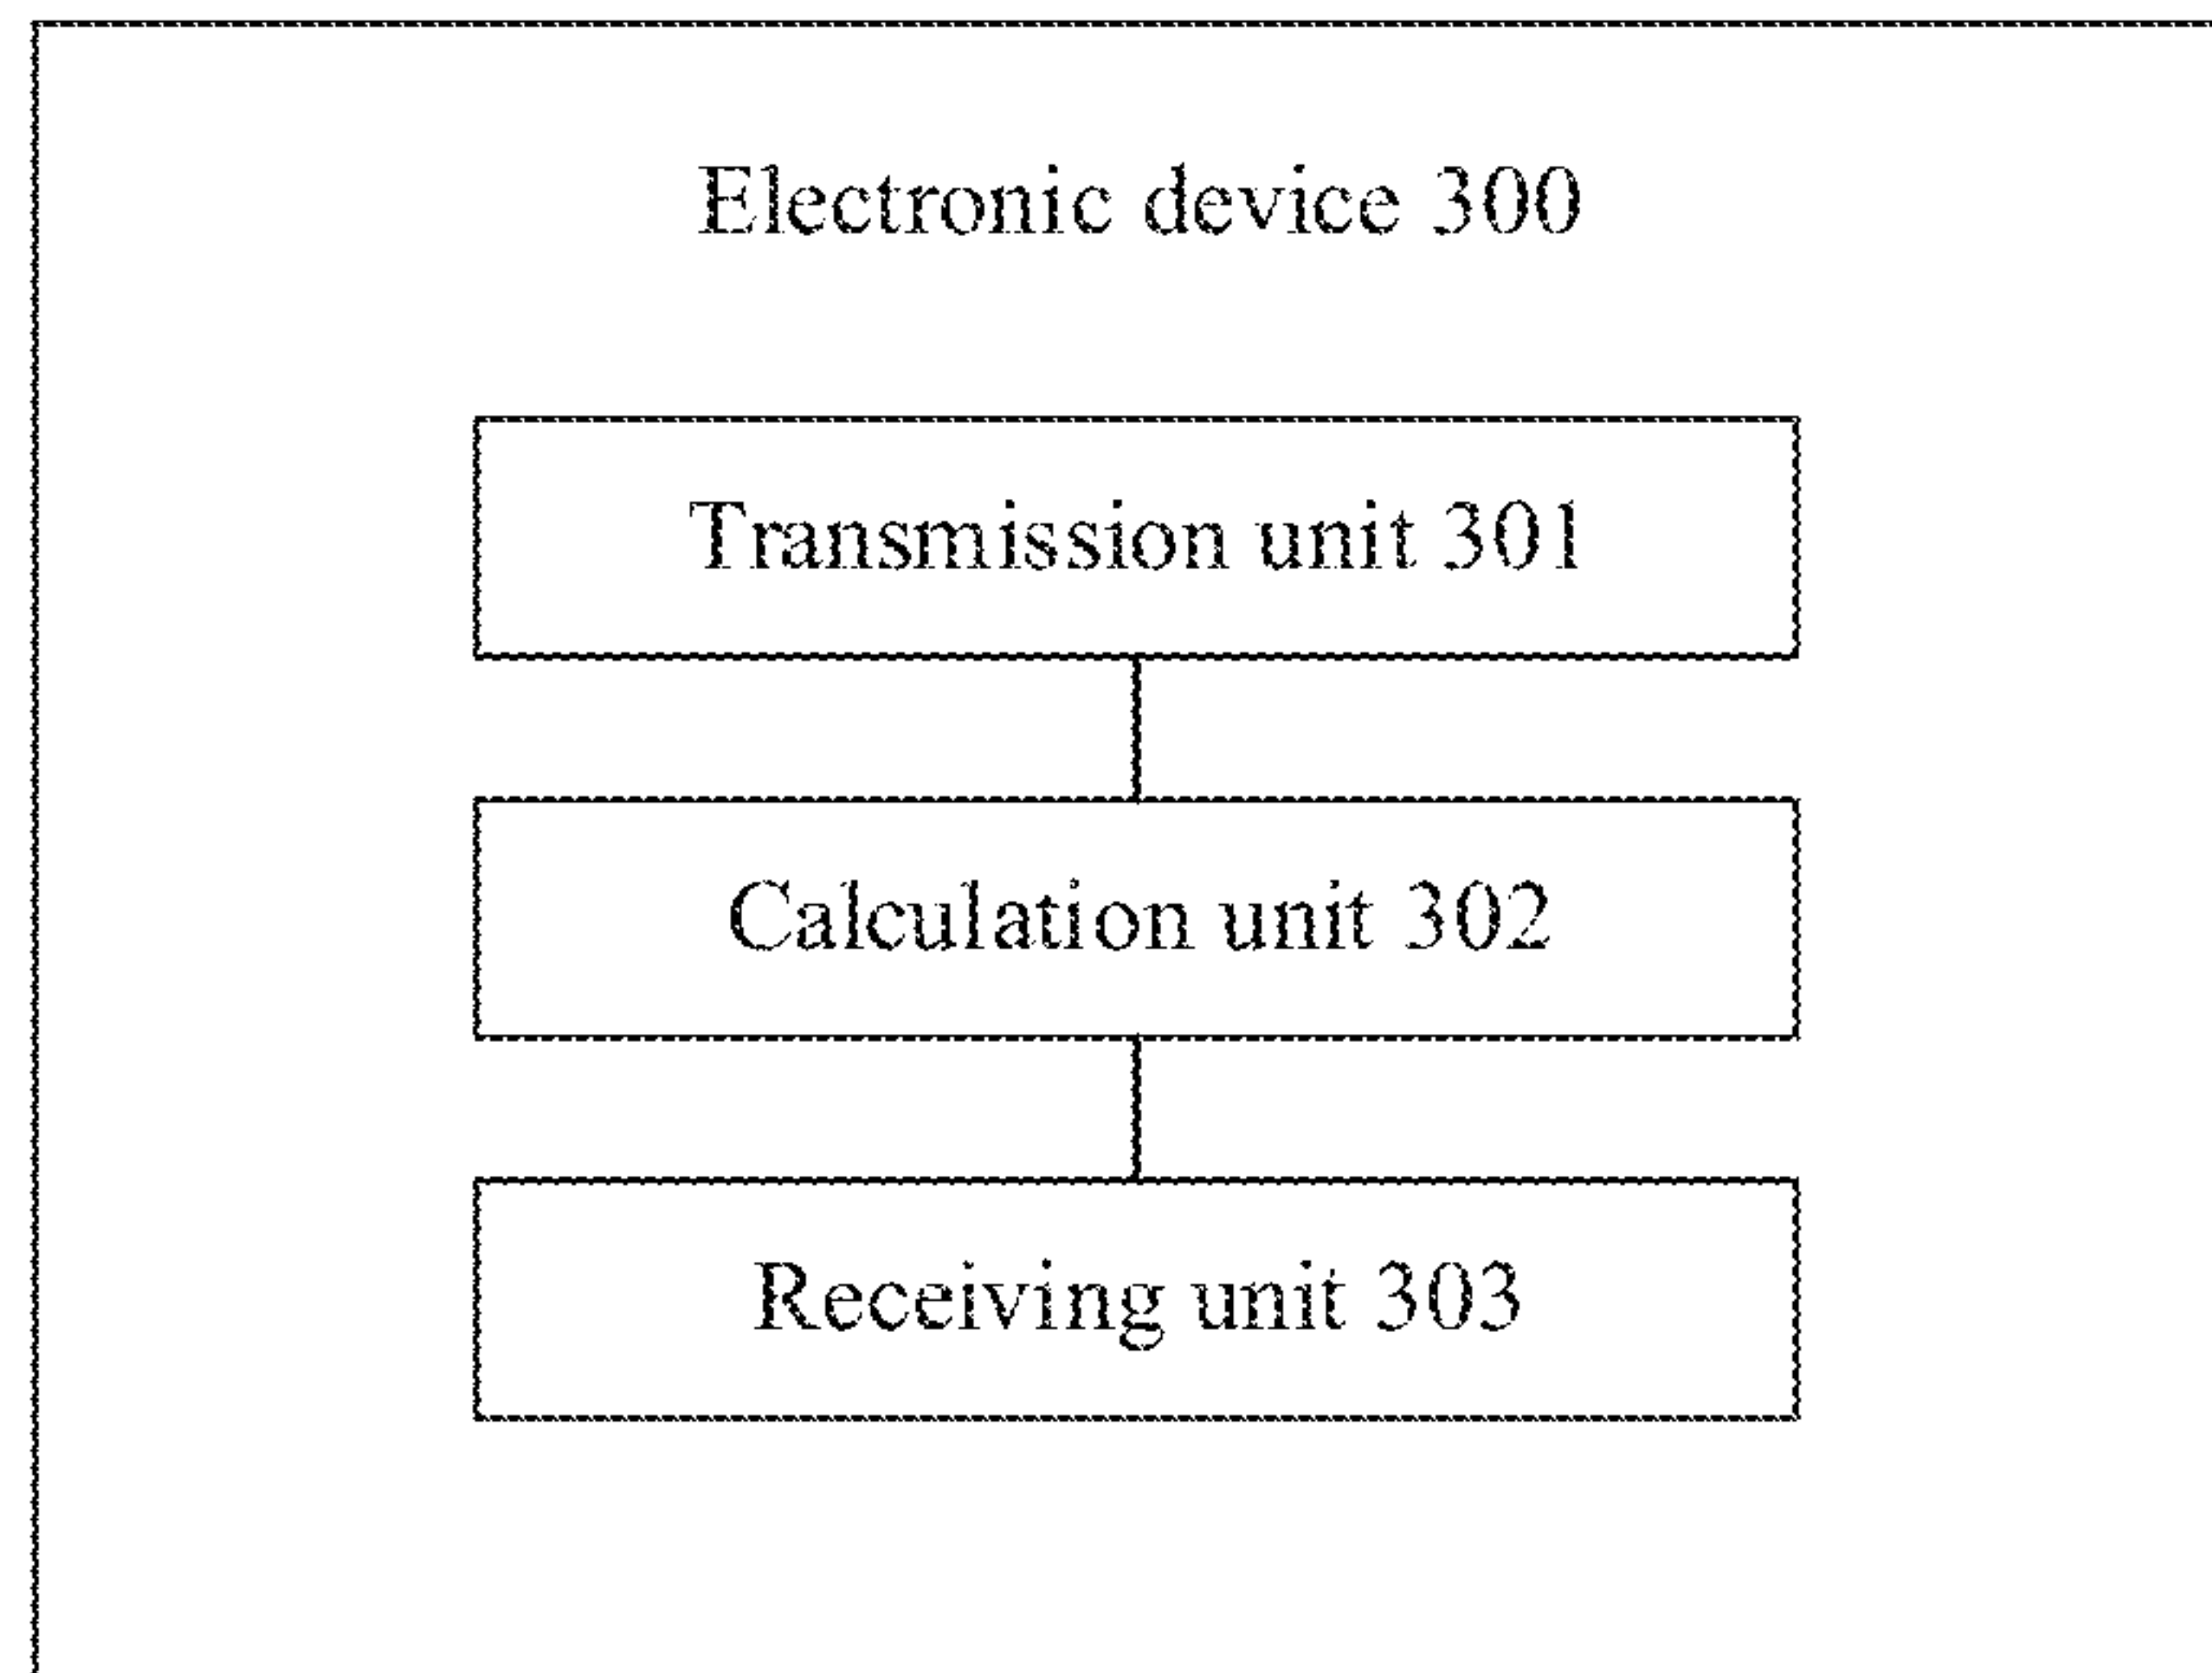 Electronic device 300
Transmission unit 301
Calculation unit 302
Receiving unit 303